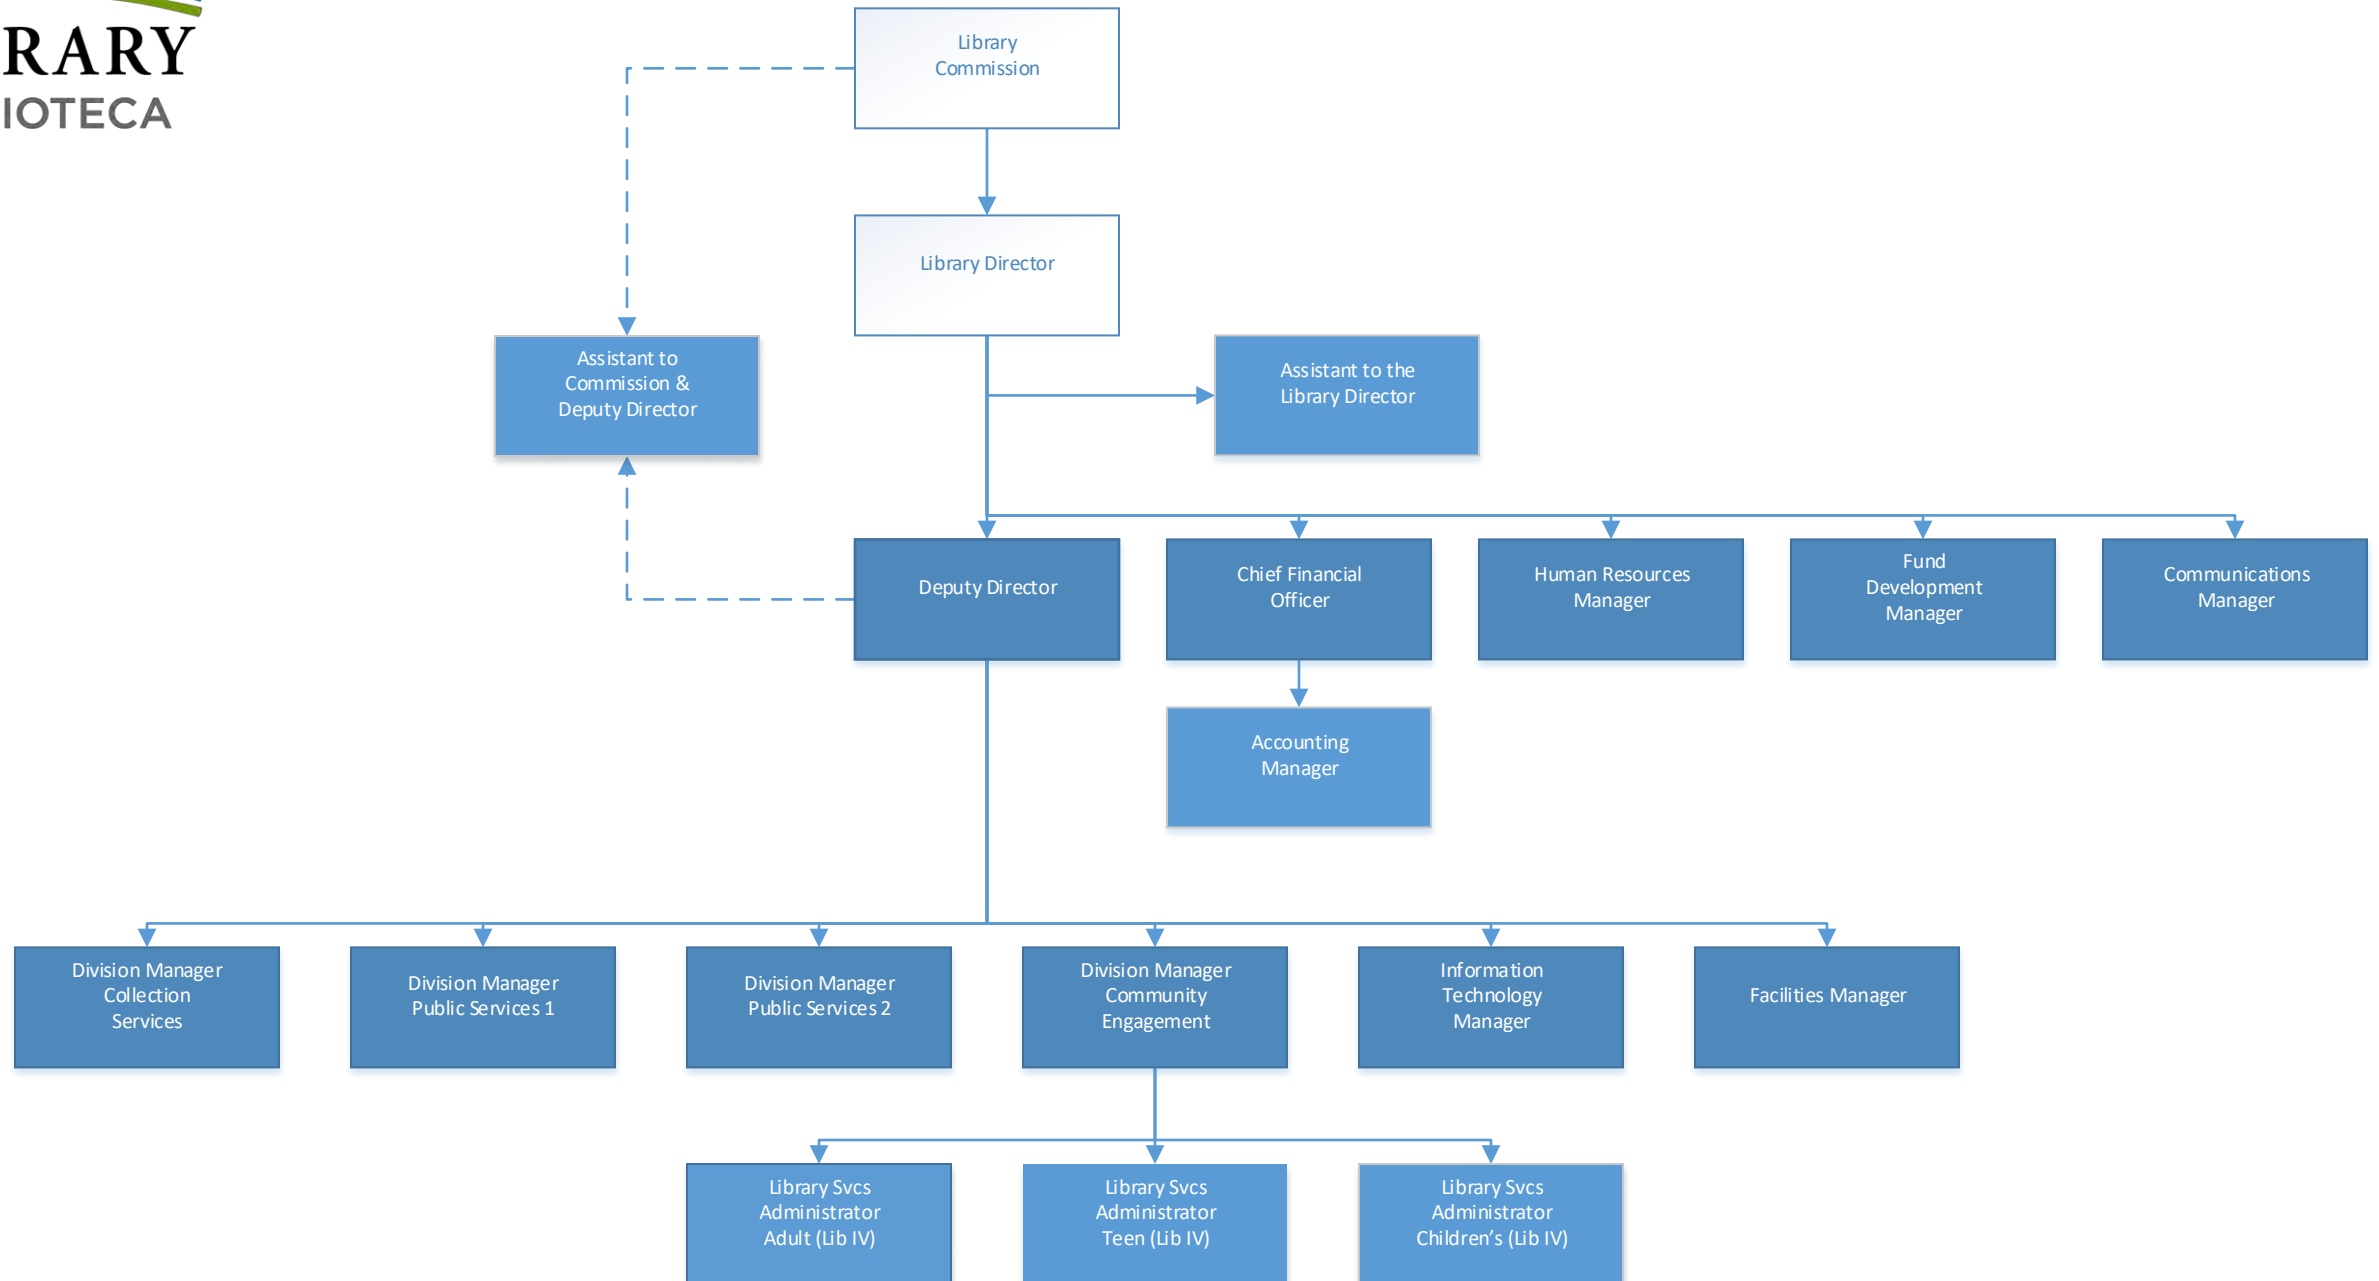 RARY
IOTECA
Library
Commission
Library Director
Assistant to
Commission &
Deputy Director
Assistant to the
Library Director
Deputy Director
Chief Financial
Officer
Human Resources
Manager
Fund
Development
Manager
Communications
Manager
Accounting
Manager
Division Manager
Collection
Services
Division Manager
Public Services 1
Division Manager
Public Services 2
Division Manager
Community
Engagement
Information
Technology
Manager
Facilities Manager
Library Svcs
Administrator
Adult (Lib IV)
Library Svcs
Administrator
Teen (Lib IV)
Library Svcs
Administrator
Children’s (Lib IV)